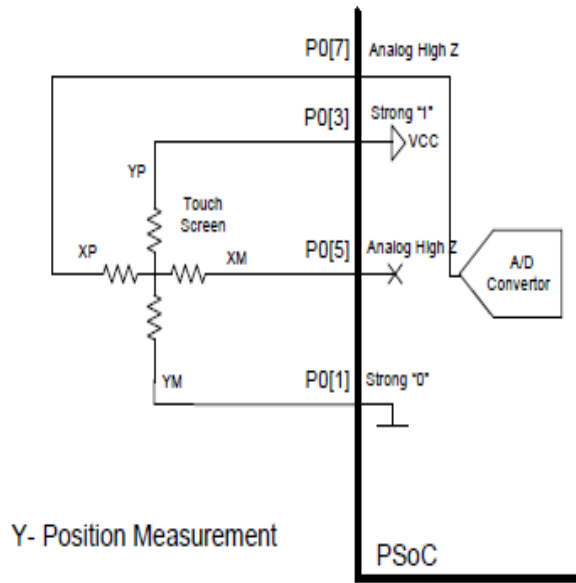 P0[7] Analog High Z
P0[3] Strong "1"
VCC
YP
Touch
Screen
XP
XM
P0[5] Analog High Z
A/D
Convertor
YM
P0[1] Strong "0"
Y- Position Measurement
PSoC